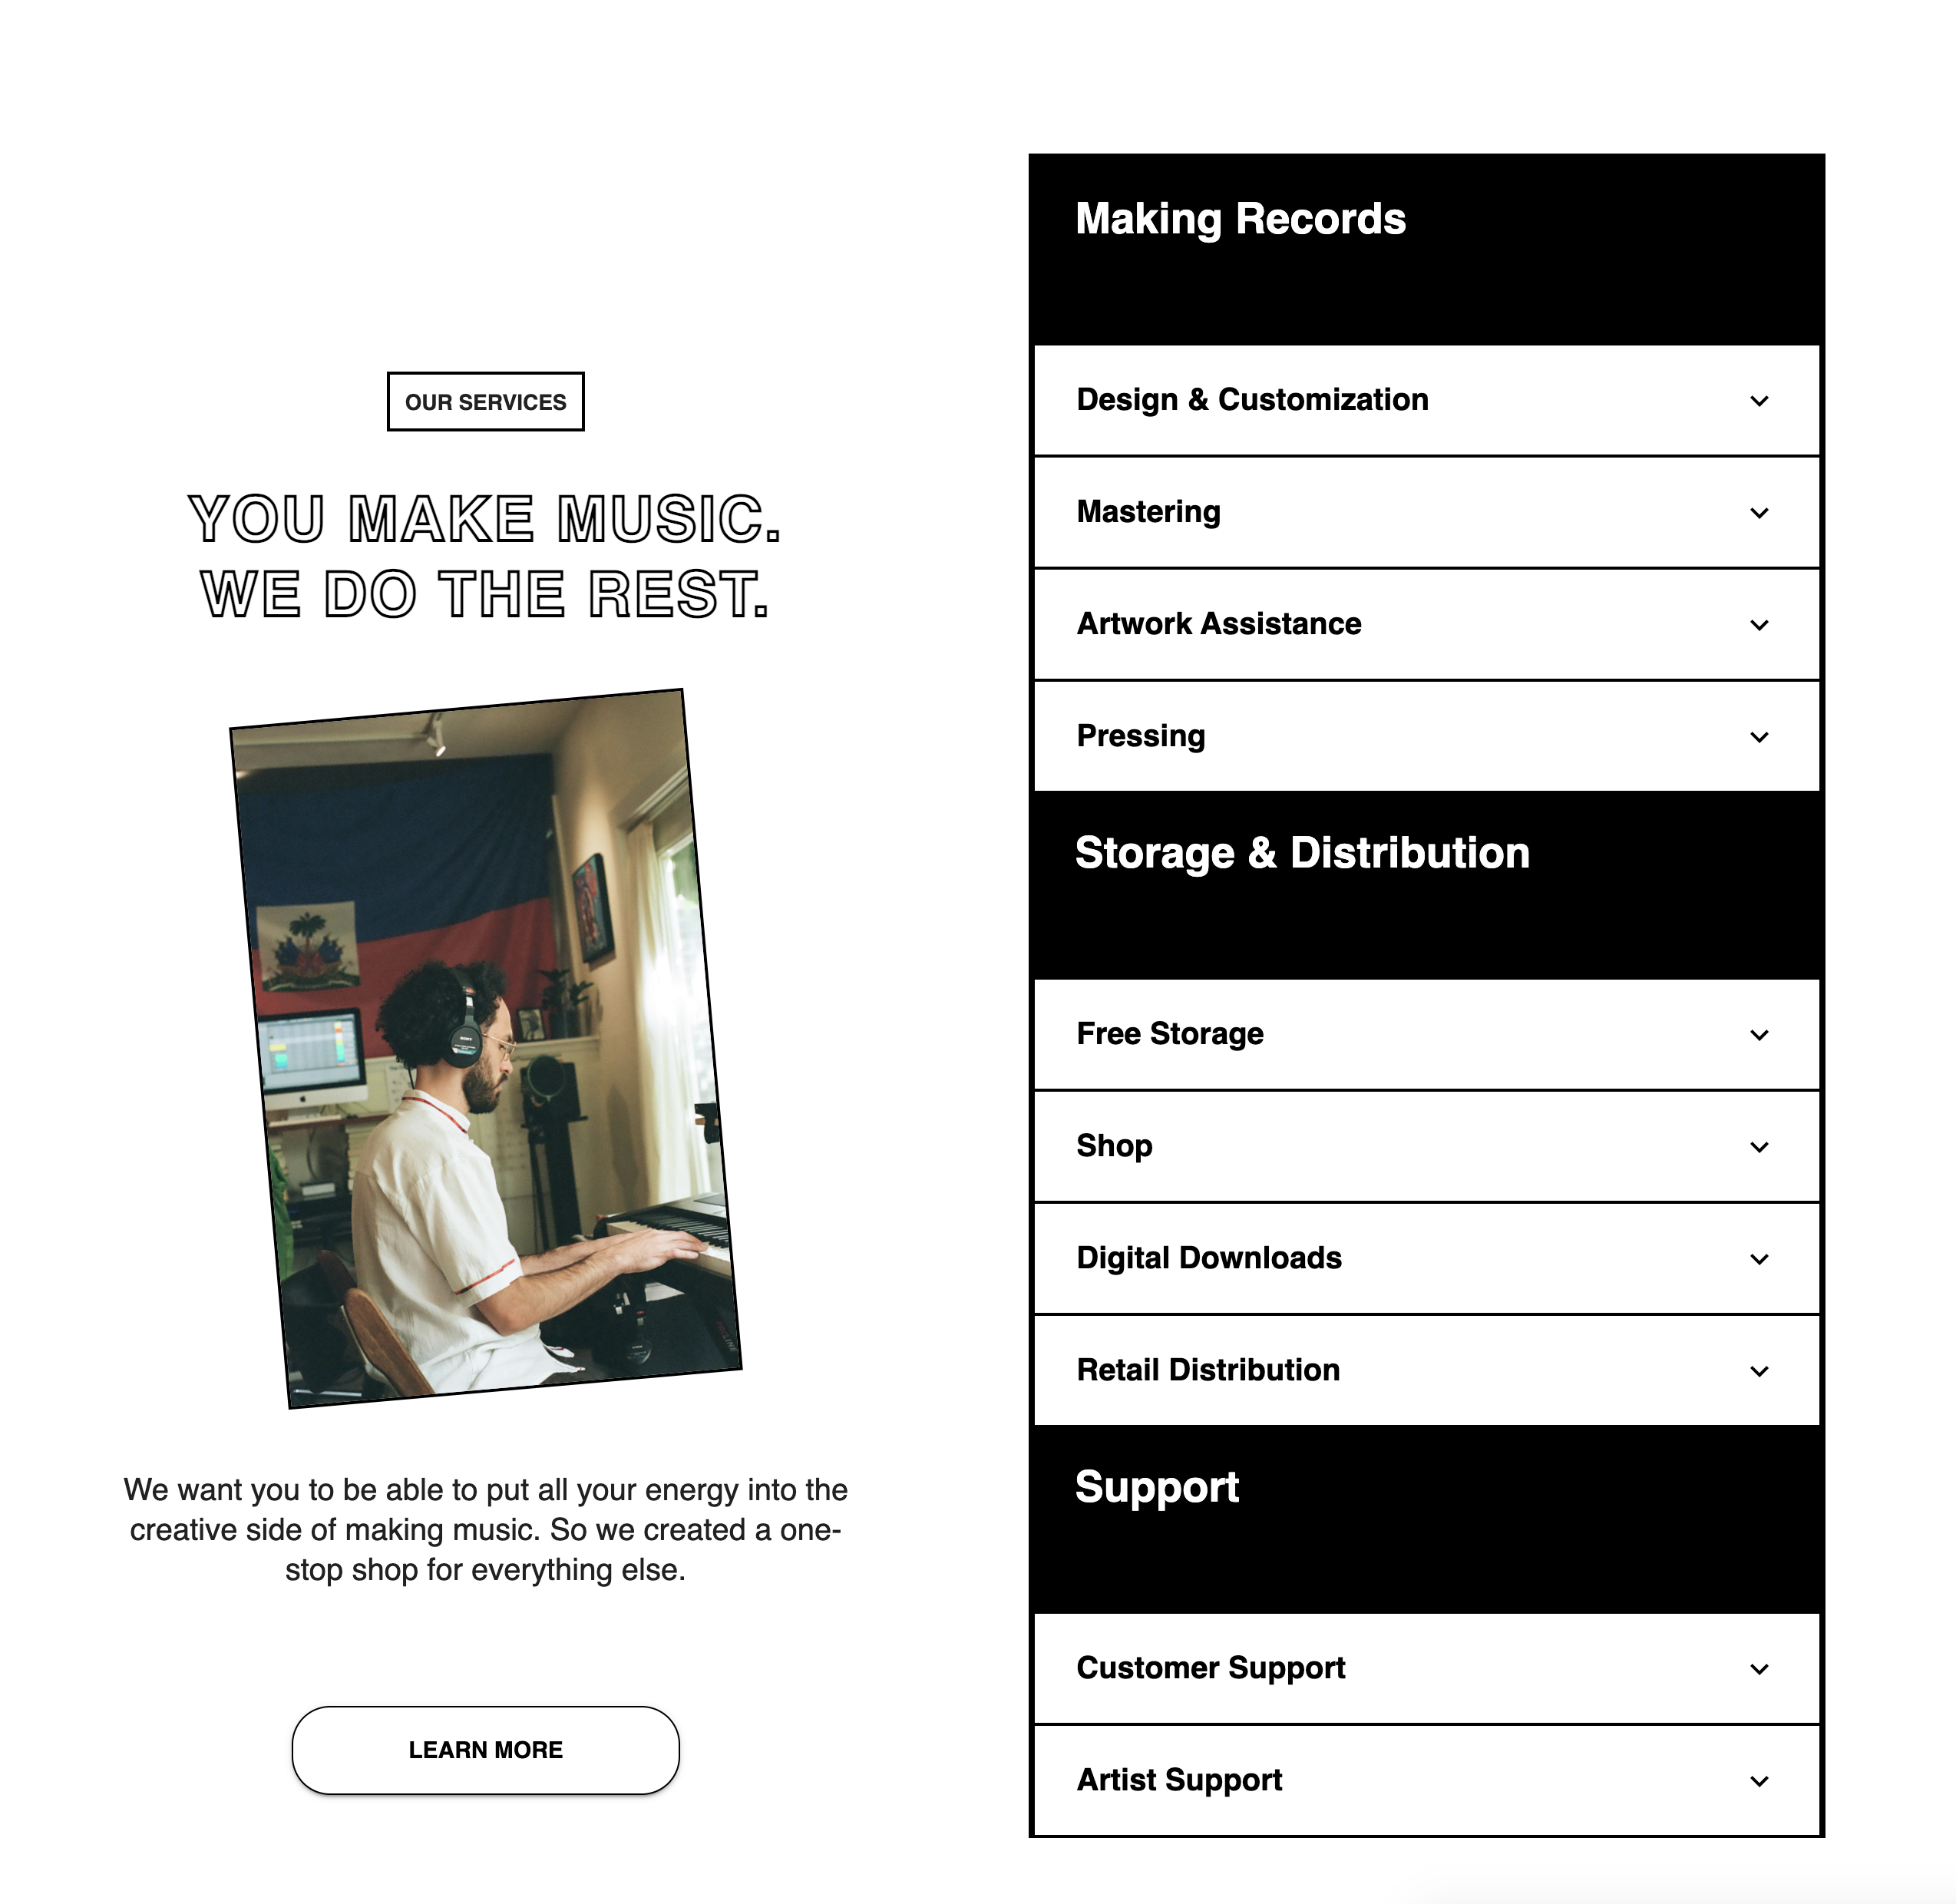 OUR SERVICES
YOU MAKE MUSIC.
WE DO THE REST.
We want you to be able to put all your energy into the
creative side of making music. So we created a one-
stop shop for everything else.
LEARN MORE
Making Records
Design & Customization
Mastering
Artwork Assistance
Pressing
Storage & Distribution
Free Storage
Shop
Digital Downloads
Retail Distribution
Support
Customer Support
Artist Support